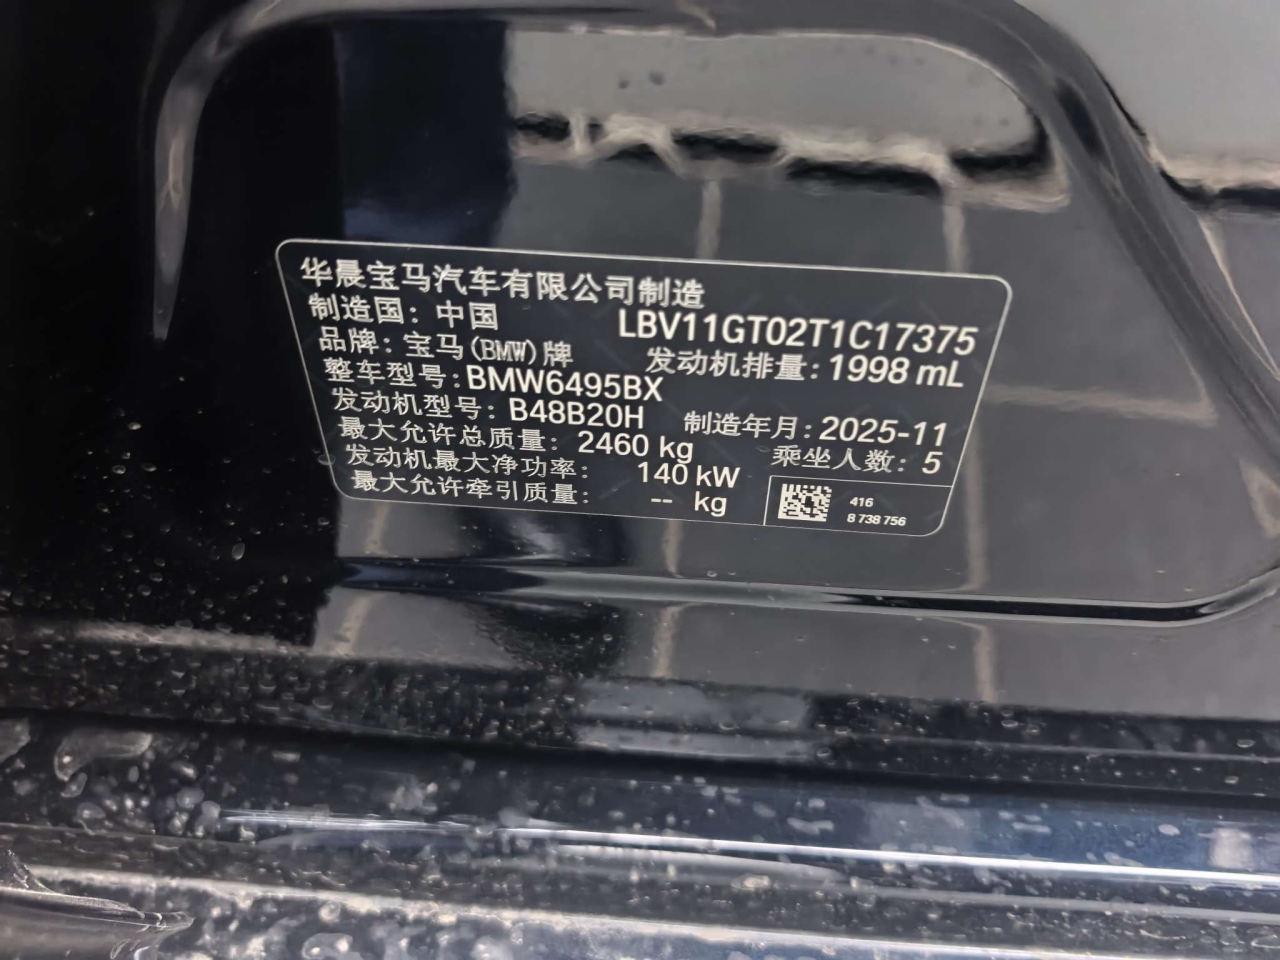 华晨宝马汽车有限公司制造
制造国：中国 LBV11GT02T1C17375
品牌：宝马(BMW)牌 发动机排量：1998 mL
整车型号：BMW6495BX
发动机型号：B48B20H 制造年月：2025-11
最大允许总质量：2460 kg 乘坐人数：5
发动机最大净功率：140 kW
最大允许牵引质量：-- kg
416
8 738 756